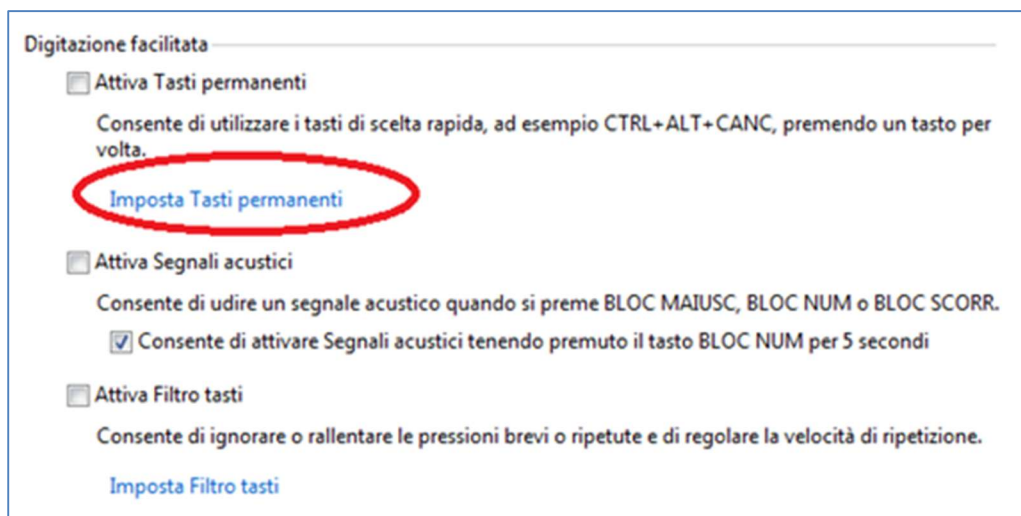 Digitazione facilitata
Attiva Tasti permanenti
Consente di utilizzare i tasti di scelta rapida, ad esempio CTRL+ALT+CANC, premendo un tasto per
volta.
Imposta Tasti permanenti
Attiva Segnali acustici
Consente di udire un segnale acustico quando si preme BLOC MAIUSC, BLOC NUM o BLOC SCORR.
Consente di attivare Segnali acustici tenendo premuto il tasto BLOC NUM per 5 secondi
Attiva Filtro tasti
Consente di ignorare o rallentare le pressioni brevi o ripetute e di regolare la velocità di ripetizione.
Imposta Filtro tasti